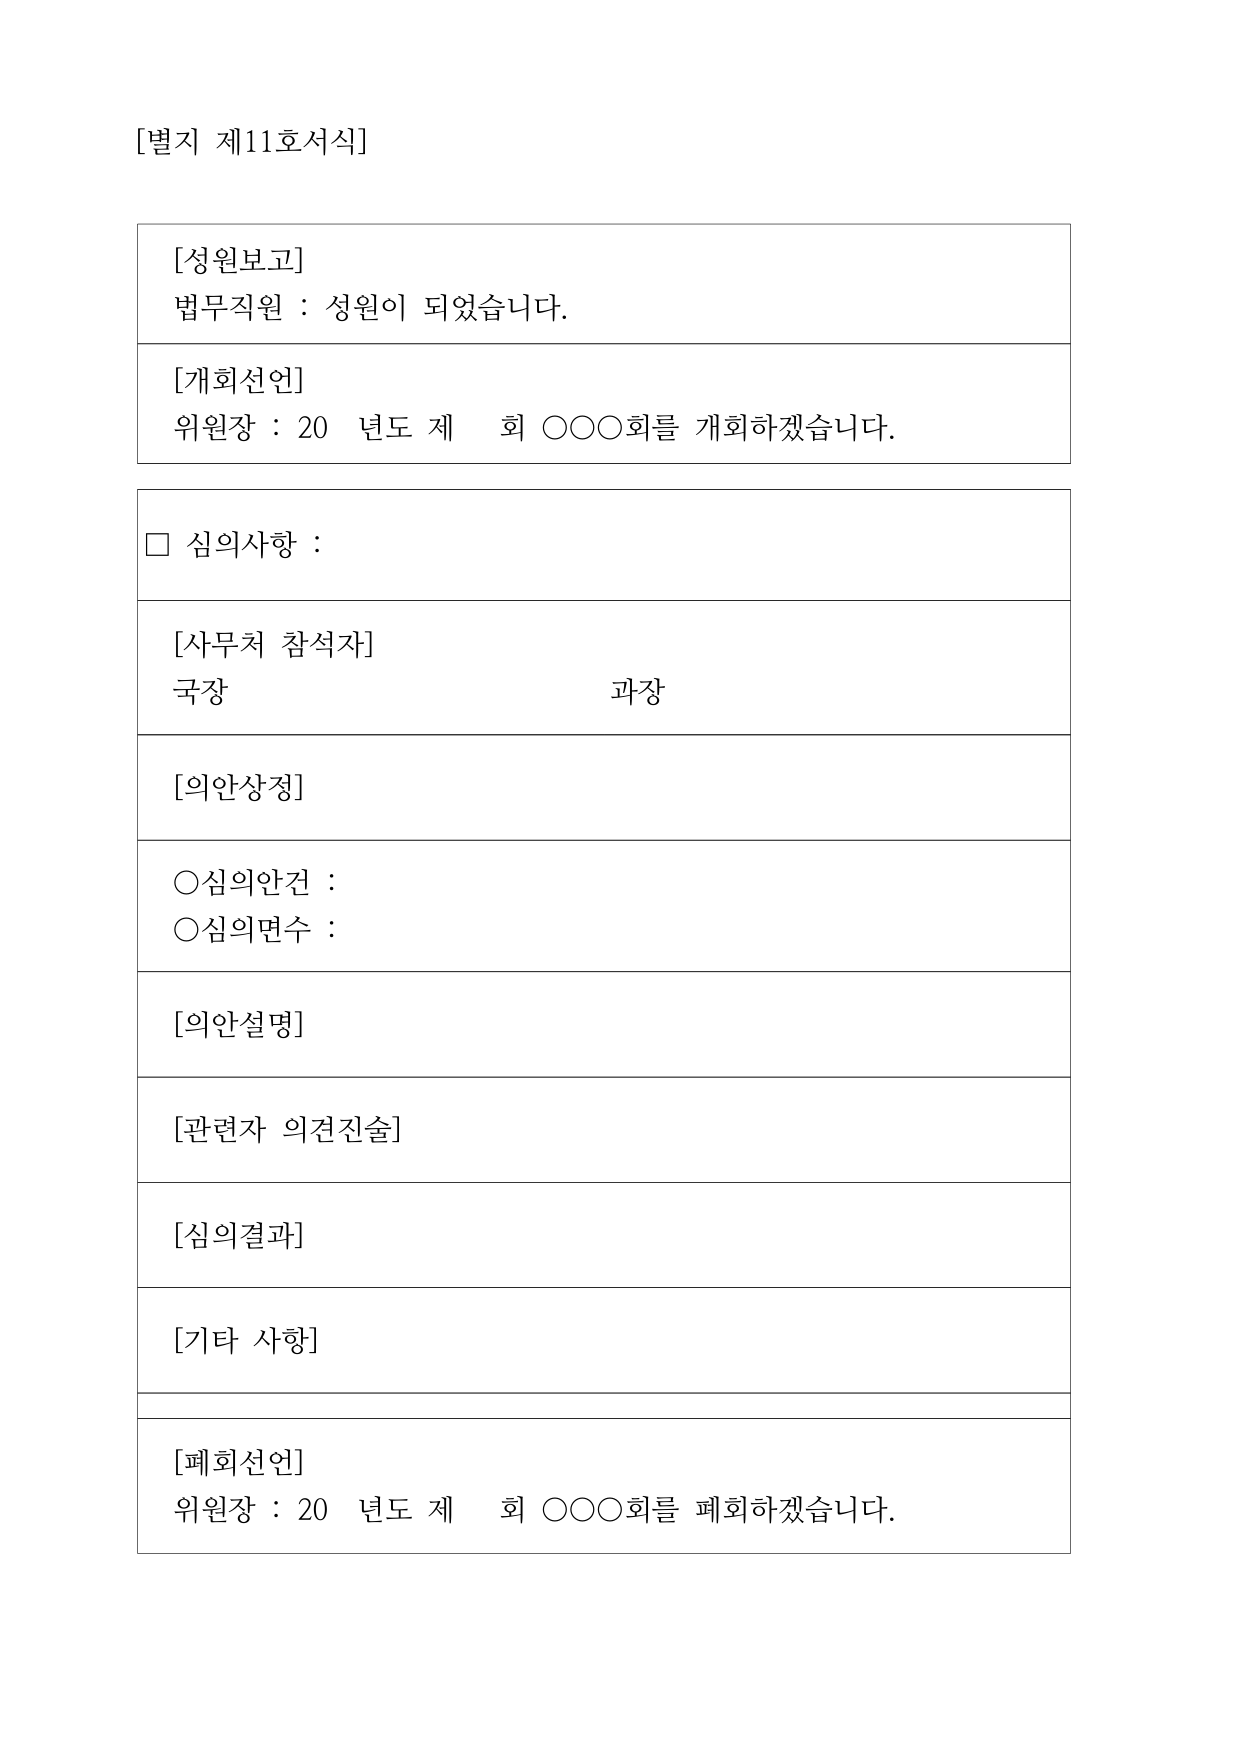 [별지 제11호서식]
[성원보고]
법무직원 : 성원이 되었습니다.
[개회선언]
위원장 : 20  년도 제   회 ○○○회를 개회하겠습니다.
□ 심의사항 :
[사무처 참석자]
국장 과장
[의안상정]
○심의안건 :
○심의면수 :
[의안설명]
[관련자 의견진술]
[심의결과]
[기타 사항]
[폐회선언]
위원장 : 20  년도 제   회 ○○○회를 폐회하겠습니다.